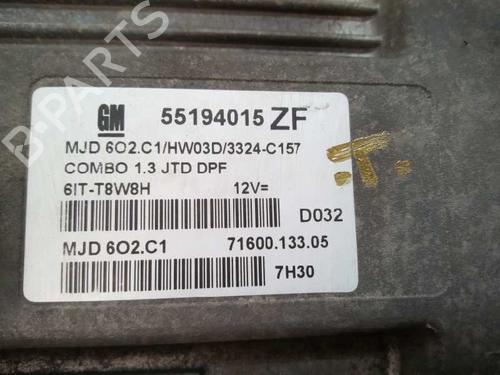 GM 55194015 ZF
MJD 6O2.C1/HW03D/3324-C157
COMBO 1.3 JTD DPF
6IT-T8W8H 12V=
D032
MJD 6O2.C1 71600.133.05
7H30
.T.
B-PARTS